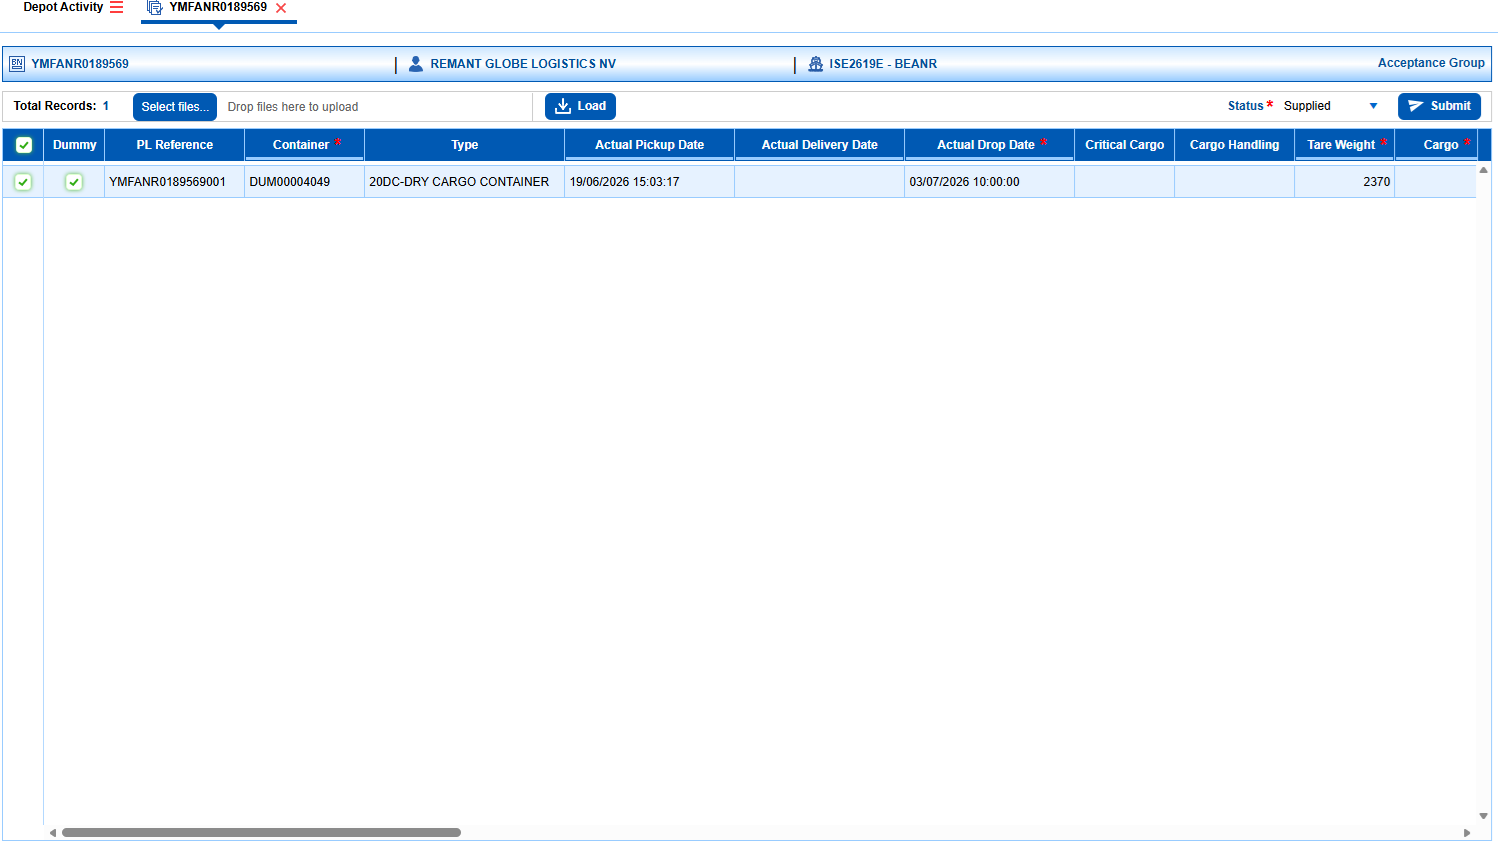 Depot Activity YMFANR0189569
BN YMFANR0189569 REMANT GLOBE LOGISTICS NV ISE2619E - BEANR Acceptance Group
Total Records: 1 Select files... Drop files here to upload Load Status * Supplied Submit
Dummy PL Reference Container * Type Actual Pickup Date Actual Delivery Date Actual Drop Date * Critical Cargo Cargo Handling Tare Weight * Cargo *
YMFANR0189569001 DUM00004049 20DC-DRY CARGO CONTAINER 19/06/2026 15:03:17 03/07/2026 10:00:00 2370